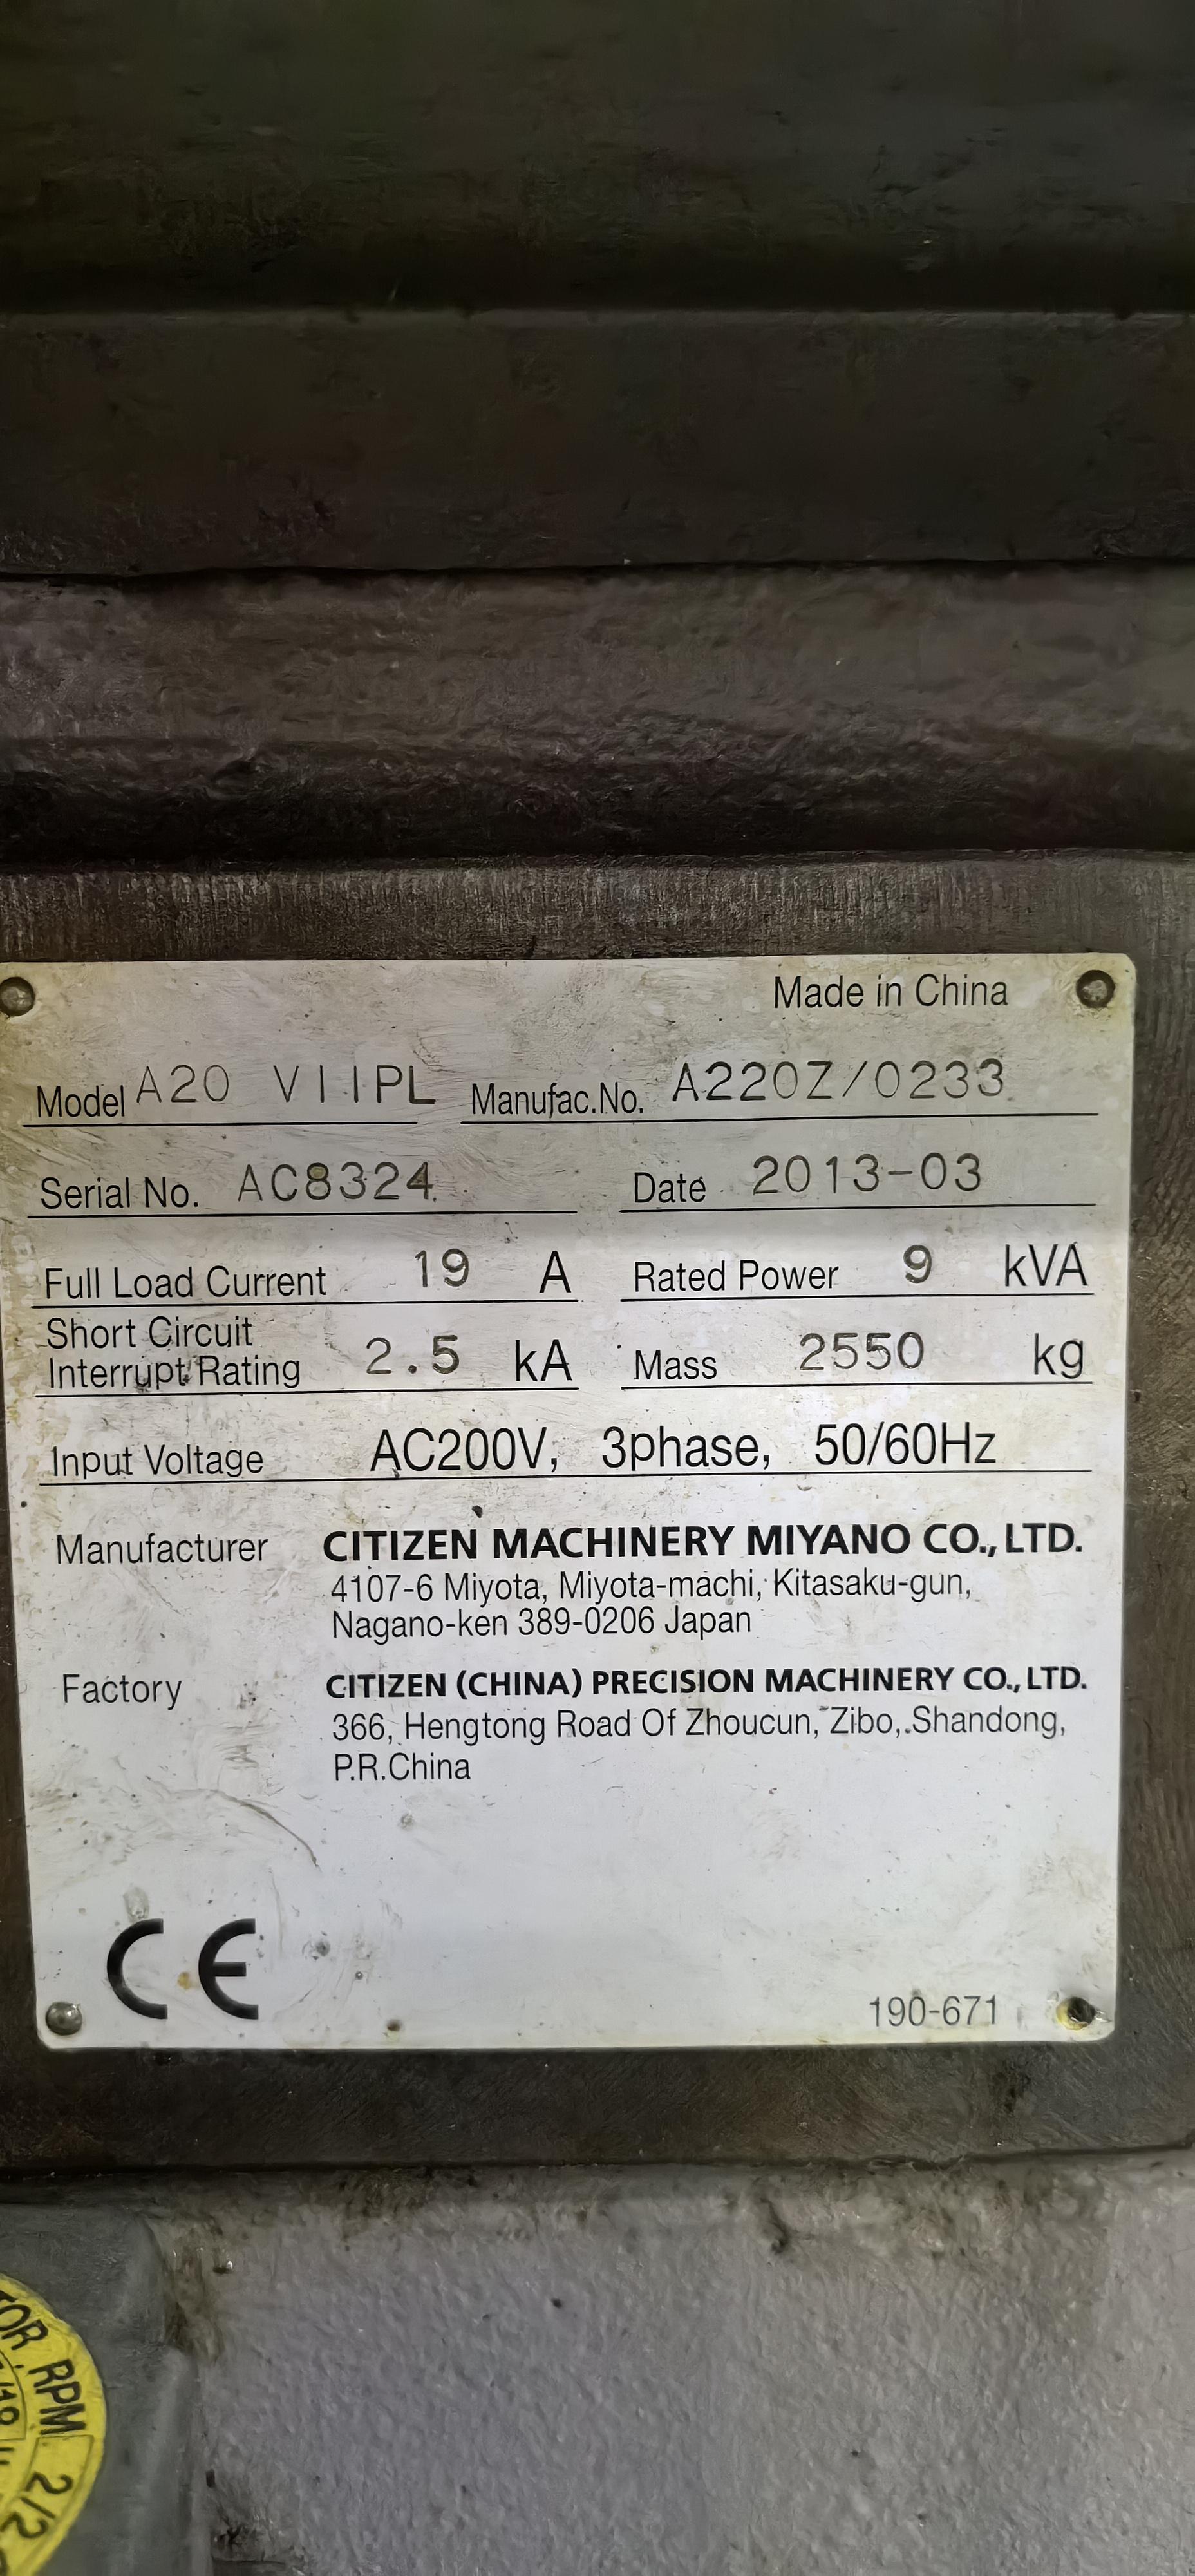 Made in China
Model A20 VIIPL Manufac.No. A220Z/0233
Serial No. AC8324 Date 2013-03
Full Load Current 19 A Rated Power 9 kVA
Short Circuit
Interrupt Rating 2.5 kA Mass 2550 kg
Input Voltage AC200V, 3phase, 50/60Hz
Manufacturer CITIZEN MACHINERY MIYANO CO., LTD.
4107-6 Miyota, Miyota-machi, Kitasaku-gun,
Nagano-ken 389-0206 Japan
Factory CITIZEN (CHINA) PRECISION MACHINERY CO., LTD.
366, Hengtong Road Of Zhoucun, Zibo, Shandong,
P.R.China
CE
190-671
RPM 2/2